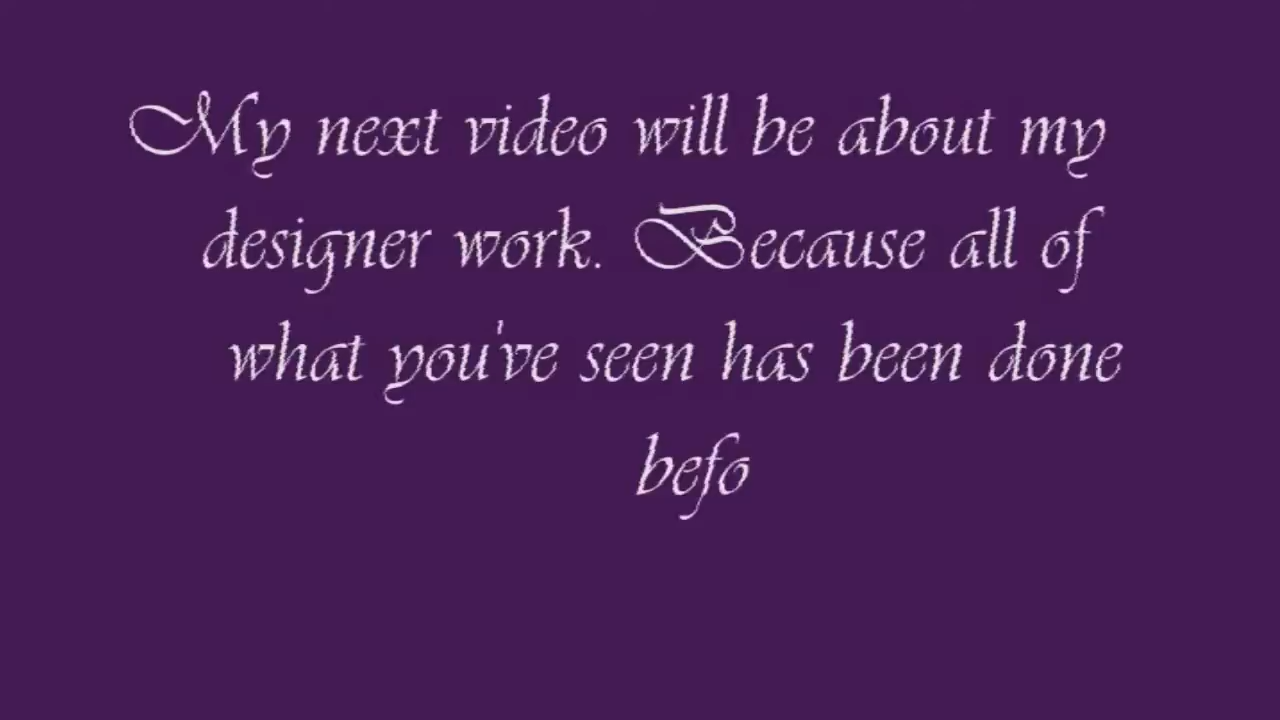 My next video will be about my
designer work. Because all of
what you've seen has been done
befo